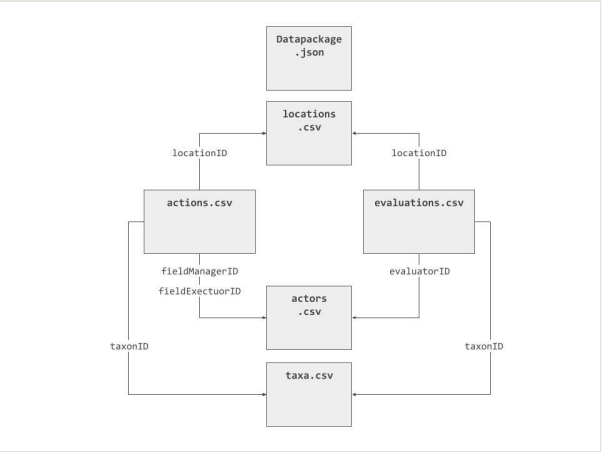 Datapackage
.json
locations
.csv
locationID
locationID
actions.csv
evaluations.csv
fieldManagerID
fieldExectuorID
evaluatorID
actors
.csv
taxonID
taxonID
taxa.csv